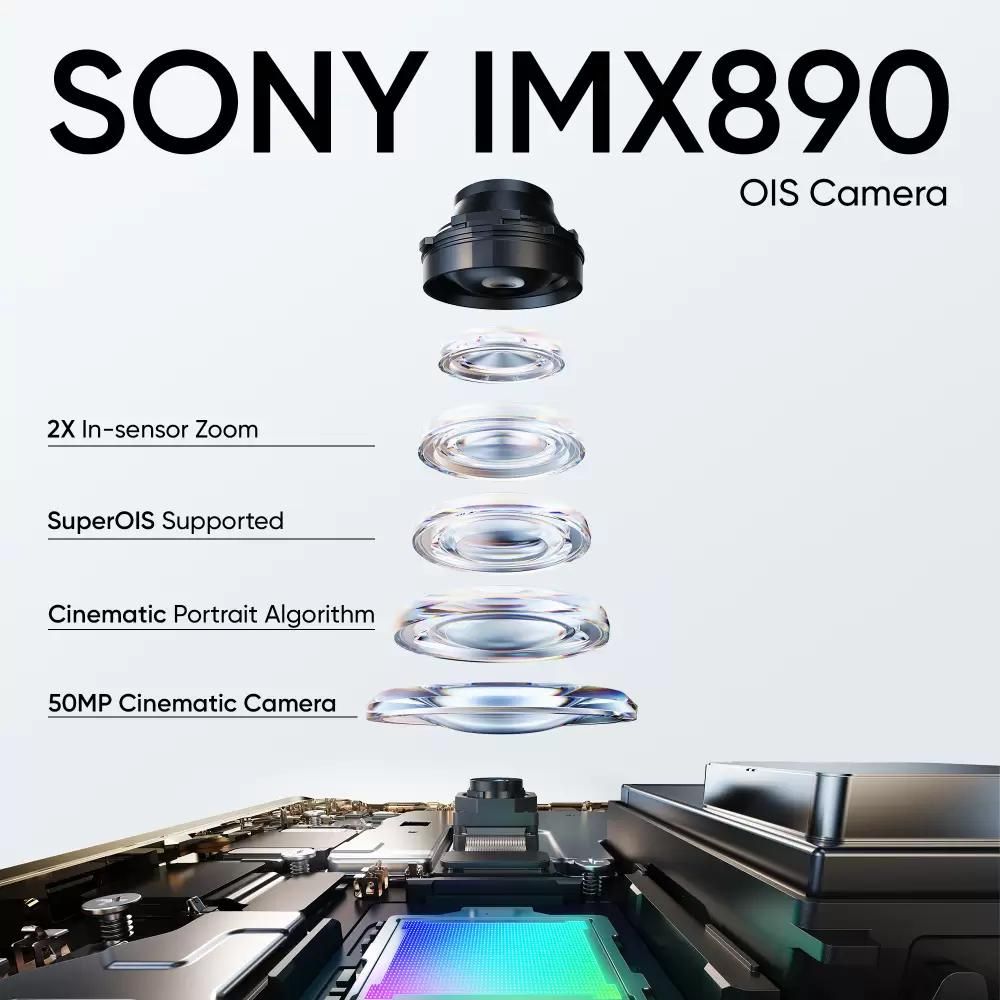 SONY IMX890
OIS Camera
2X In-sensor Zoom
SuperOIS Supported
Cinematic Portrait Algorithm
50MP Cinematic Camera